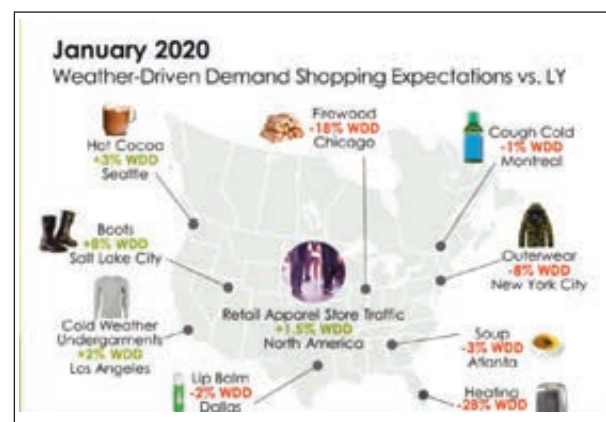 January 2020
Weather-Driven Demand Shopping Expectations vs. LY
Hot Cocoa
+3% WDD
Seattle
Firewood
-18% WDD
Chicago
Cough Cold
-1% WDD
Montreal
Boots
+8% WDD
Salt Lake City
Outerwear
-8% WDD
New York City
Retail Apparel Store Traffic
+1.5% WDD
North America
Cold Weather
Undergarments
+2% WDD
Los Angeles
Soup
-3% WDD
Atlanta
Lip Balm
-2% WDD
Dallas
Heating
-28% WDD